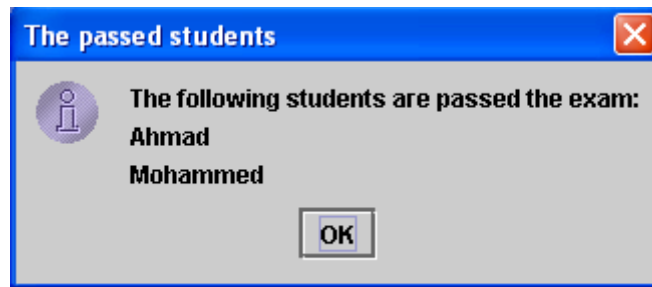 The passed students
The following students are passed the exam:
Ahmad
Mohammed
OK